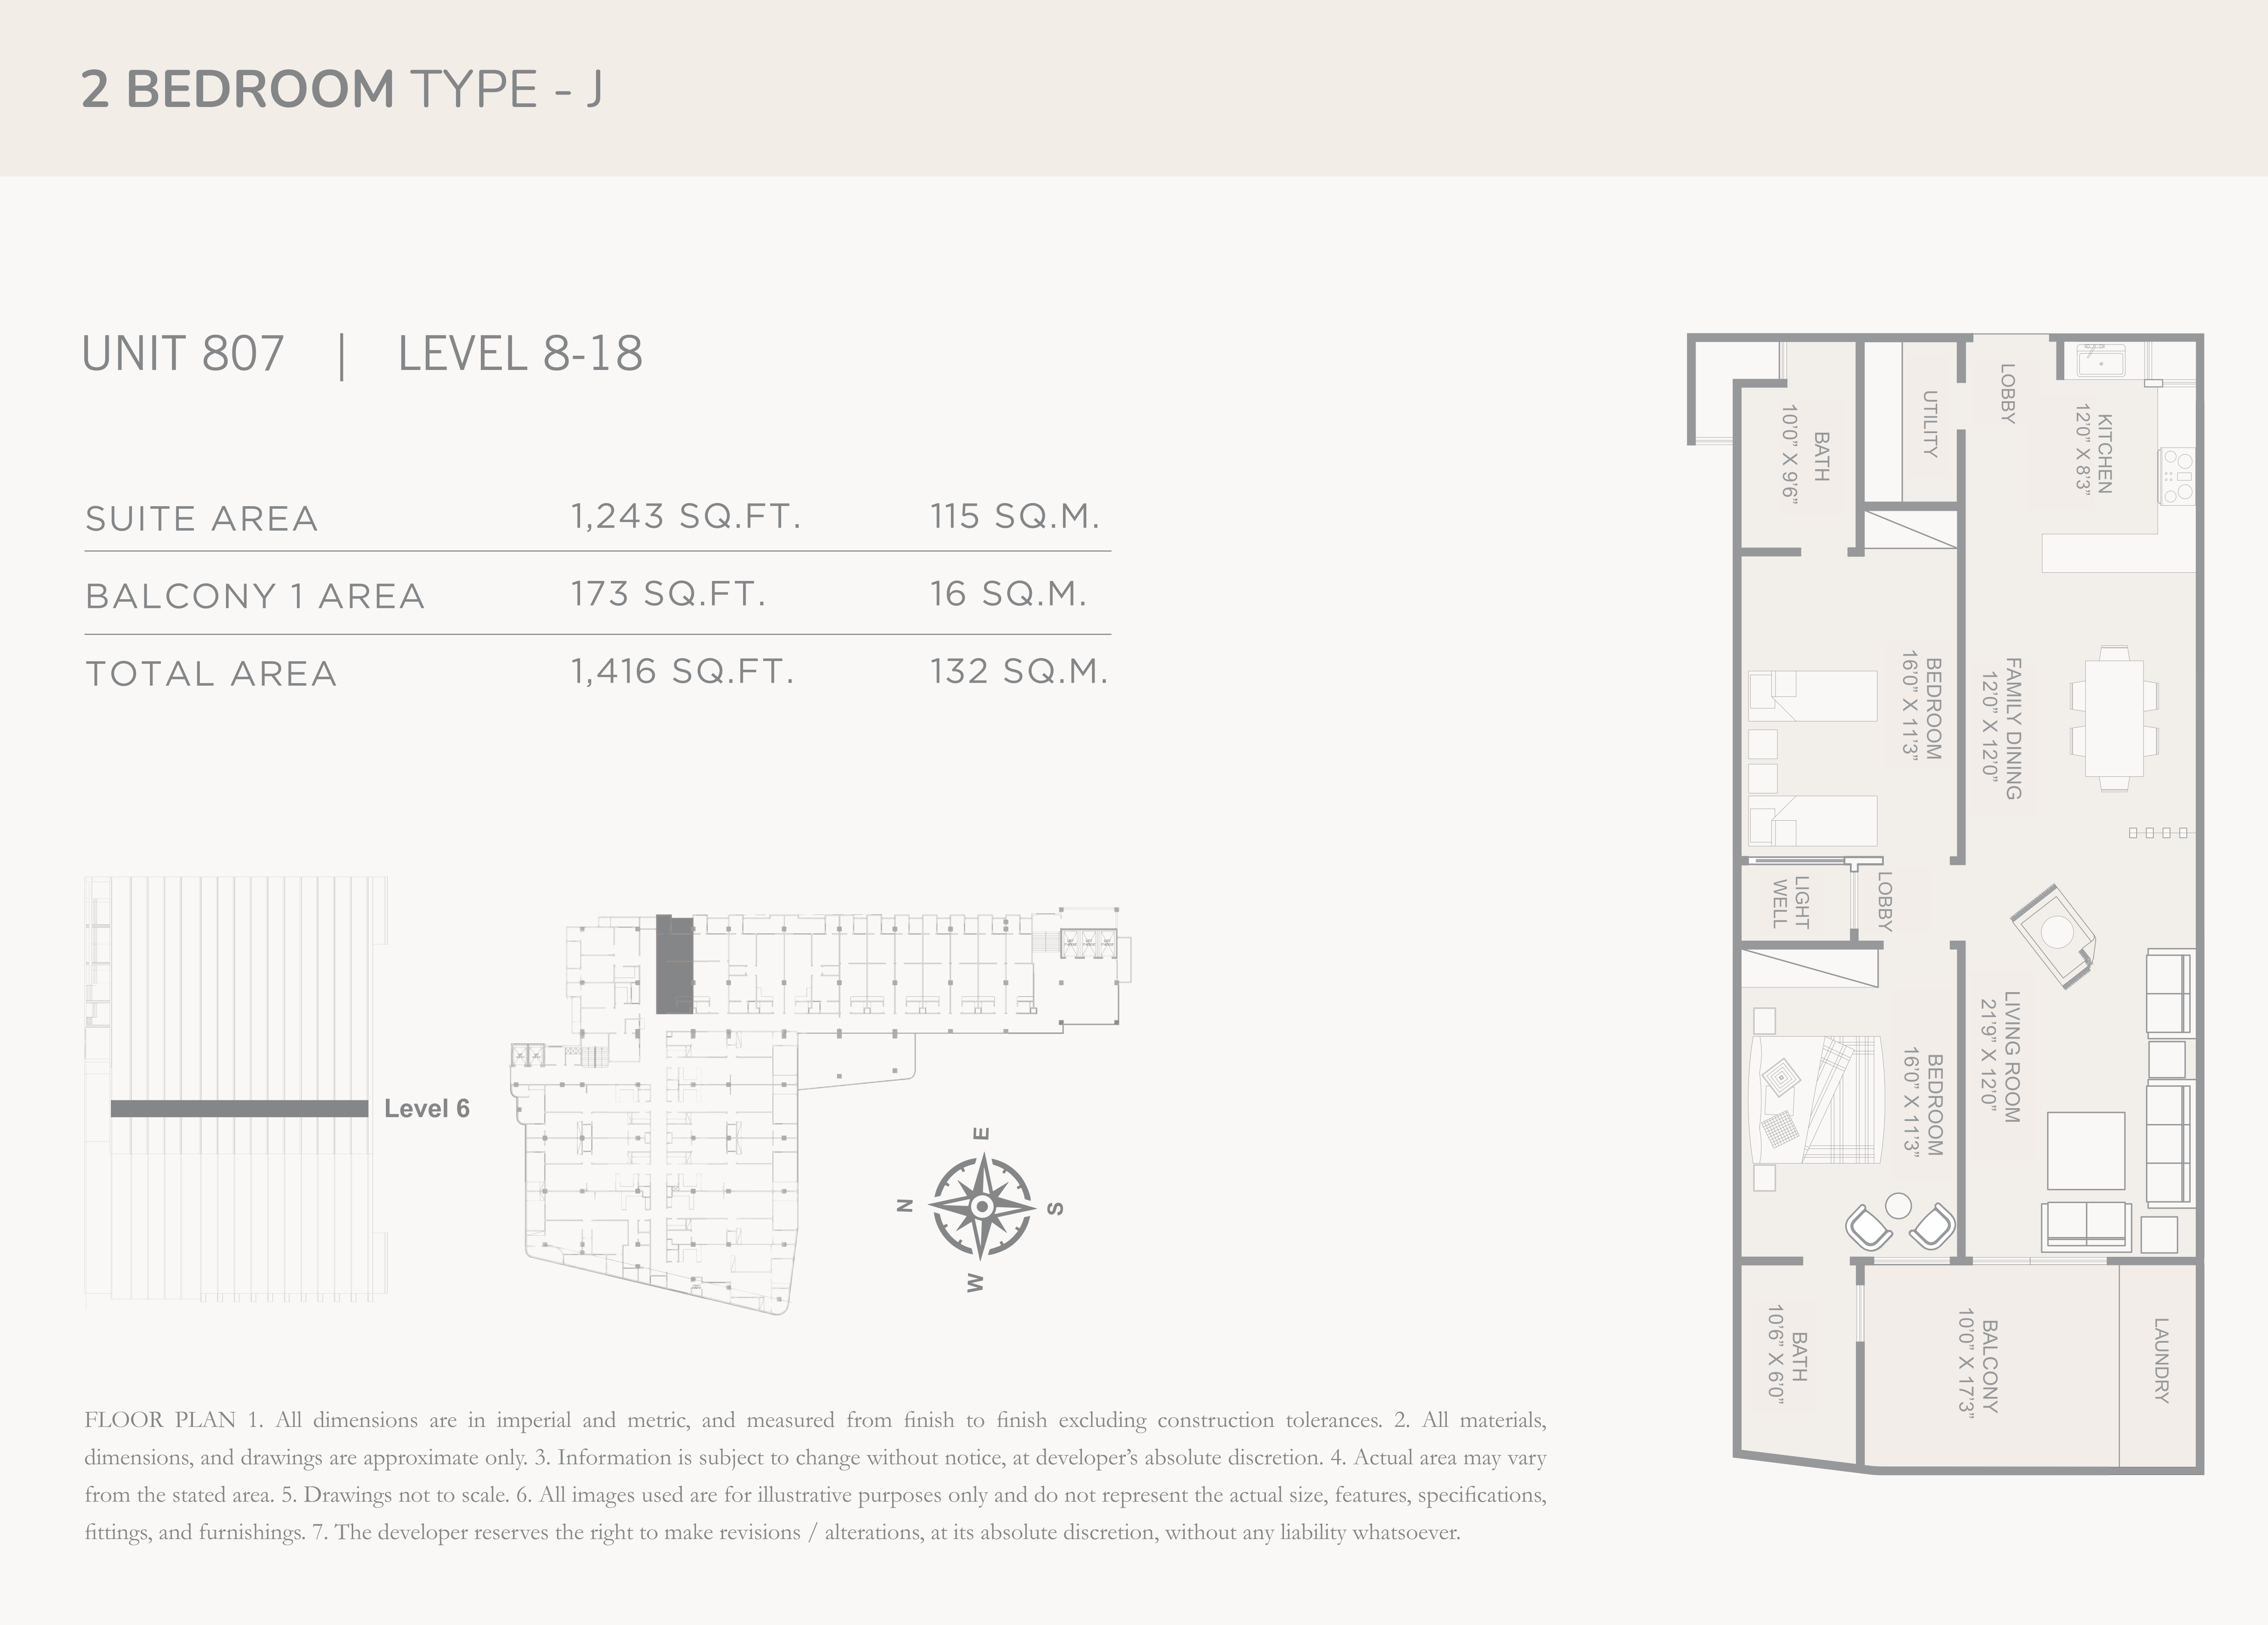 2 BEDROOM TYPE - J
UNIT 807 | LEVEL 8-18
SUITE AREA 1,243 SQ.FT. 115 SQ.M.
BALCONY 1 AREA 173 SQ.FT. 16 SQ.M.
TOTAL AREA 1,416 SQ.FT. 132 SQ.M.
Level 6
E
N
S
W
FLOOR PLAN 1. All dimensions are in imperial and metric, and measured from finish to finish excluding construction tolerances. 2. All materials,
dimensions, and drawings are approximate only. 3. Information is subject to change without notice, at developer's absolute discretion. 4. Actual area may vary
from the stated area. 5. Drawings not to scale. 6. All images used are for illustrative purposes only and do not represent the actual size, features, specifications,
fittings, and furnishings. 7. The developer reserves the right to make revisions / alterations, at its absolute discretion, without any liability whatsoever.
BATH
10'0" X 9'6"
UTILITY
LOBBY
KITCHEN
12'0" X 8'3"
BEDROOM
16'0" X 11'3"
FAMILY DINING
12'0" X 12'0"
LIGHT
WELL
LOBBY
BEDROOM
16'0" X 11'3"
LIVING ROOM
21'9" X 12'0"
BATH
10'6" X 6'0"
BALCONY
10'0" X 17'3"
LAUNDRY